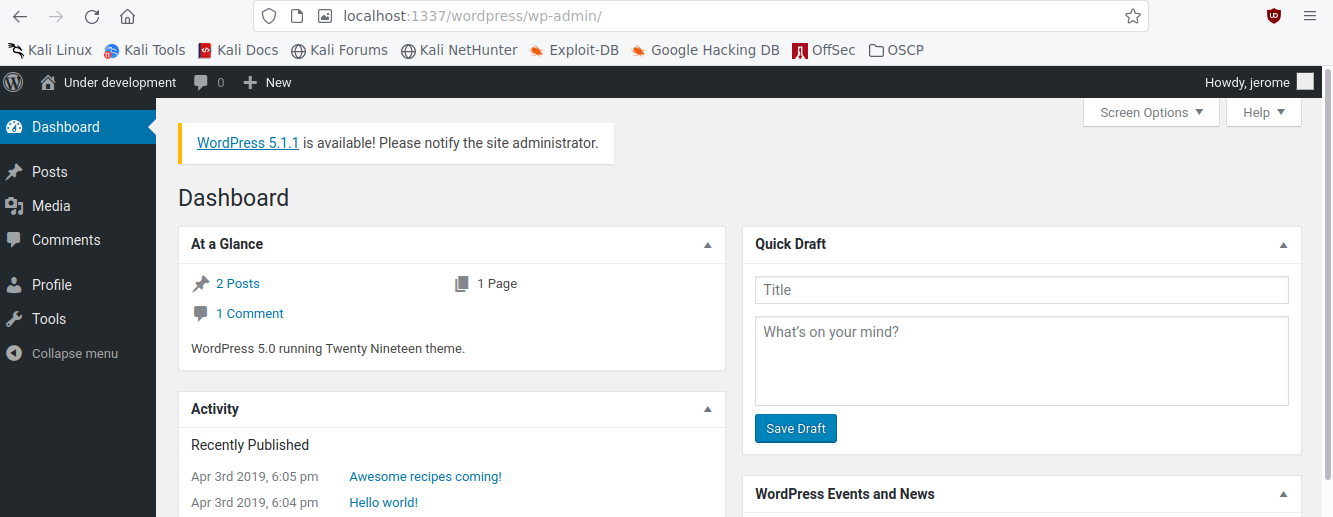 localhost:1337/wordpress/wp-admin/
Kali Linux Kali Tools Kali Docs Kali Forums Kali NetHunter Exploit-DB Google Hacking DB OffSec OSCP
Under development 0 New Howdy, jerome
Screen Options Help
Dashboard
Posts
Media
Comments
Profile
Tools
Collapse menu
WordPress 5.1.1 is available! Please notify the site administrator.
Dashboard
At a Glance
2 Posts 1 Page
1 Comment
WordPress 5.0 running Twenty Nineteen theme.
Activity
Recently Published
Apr 3rd 2019, 6:05 pm Awesome recipes coming!
Apr 3rd 2019, 6:04 pm Hello world!
Quick Draft
Title
What's on your mind?
Save Draft
WordPress Events and News